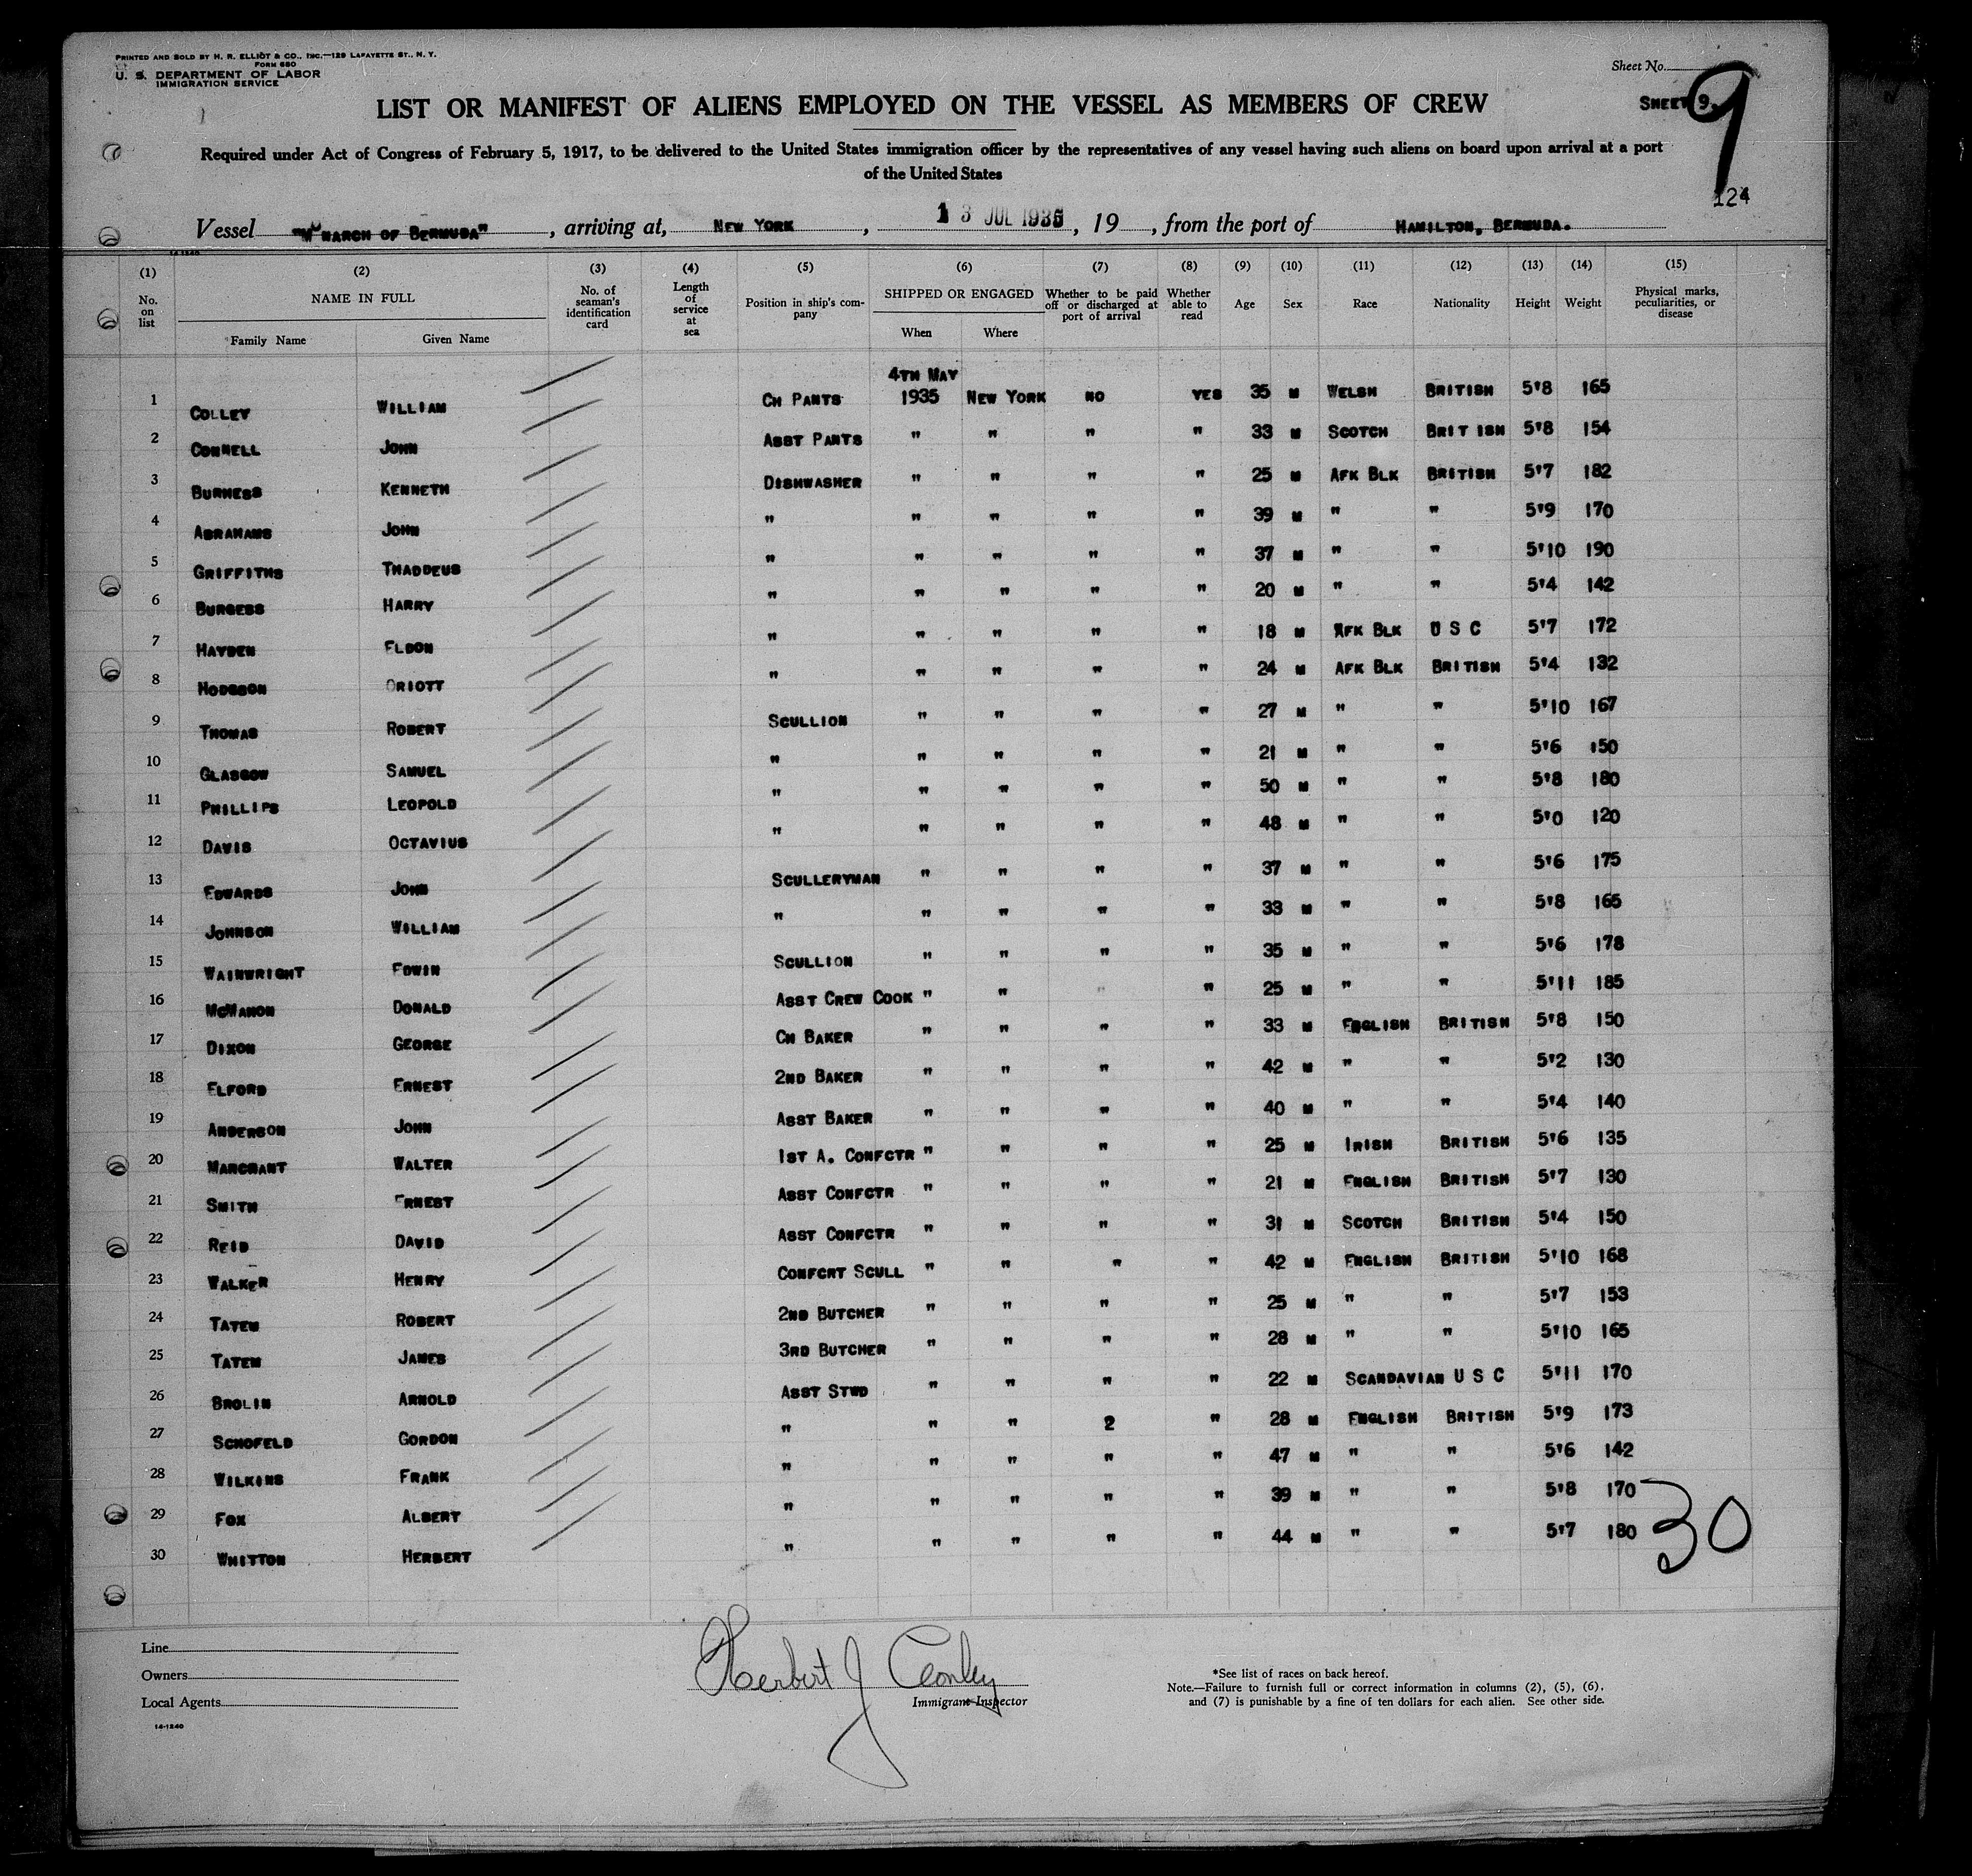 PRINTED AND SOLD BY H. R. ELLIOT & CO., INC.—129 LAFAYETTE ST., N. Y.
FORM 680
U. S. DEPARTMENT OF LABOR
IMMIGRATION SERVICE
Sheet No.
SHEET 9.
9
LIST OR MANIFEST OF ALIENS EMPLOYED ON THE VESSEL AS MEMBERS OF CREW
Required under Act of Congress of February 5, 1917, to be delivered to the United States immigration officer by the representatives of any vessel having such aliens on board upon arrival at a port
of the United States
124
Vessel "MONARCH OF BERMUDA", arriving at, NEW YORK, 13 JUL 1935, 19 , from the port of HAMILTON, BERMUDA.
14-1240
(1) (2) (3) (4) (5) (6) (7) (8) (9) (10) (11) (12) (13) (14) (15)
No. on list NAME IN FULL Family Name Given Name No. of seaman's identification card Length of service at sea Position in ship's company SHIPPED OR ENGAGED When Where Whether to be paid off or discharged at port of arrival Whether able to read Age Sex Race Nationality Height Weight Physical marks, peculiarities, or disease
1 COLLEY WILLIAM CH PANTS 4TH MAY 1935 NEW YORK NO YES 35 M WELSH BRITISH 5'8 165
2 CONNELL JOHN ASST PANTS " " " " 33 M SCOTCH BRITISH 5'8 154
3 BURNESS KENNETH DISHWASHER " " " " 25 M AFK BLK BRITISH 5'7 182
4 ABRAHAMS JOHN " " " " " 39 M " " 5'9 170
5 GRIFFITHS THADDEUS " " " " " 37 M " " 5'10 190
6 BURGESS HARRY " " " " " 20 M " " 5'4 142
7 HAYDEN ELDON " " " " " 18 M AFK BLK U S C 5'7 172
8 HODGSON ORIOTT " " " " " 24 M AFK BLK BRITISH 5'4 132
9 THOMAS ROBERT SCULLION " " " " 27 M " " 5'10 167
10 GLASGOW SAMUEL " " " " " 21 M " " 5'6 150
11 PHILLIPS LEOPOLD " " " " " 50 M " " 5'8 180
12 DAVIS OCTAVIUS " " " " " 48 M " " 5'0 120
13 EDWARDS JOHN SCULLERYMAN " " " " 37 M " " 5'6 175
14 JOHNSON WILLIAM " " " " " 33 M " " 5'8 165
15 WAINWRIGHT EDWIN SCULLION " " " " 35 M " " 5'6 178
16 MCMAHON DONALD ASST CREW COOK " " " " 25 M " " 5'11 185
17 DIXON GEORGE CH BAKER " " " " 33 M ENGLISH BRITISH 5'8 150
18 ELFORD ERNEST 2ND BAKER " " " " 42 M " " 5'2 130
19 ANDERSON JOHN ASST BAKER " " " " 40 M " " 5'4 140
20 MARCHANT WALTER 1ST A. CONFCTR " " " " 25 M IRISH BRITISH 5'6 135
21 SMITH ERNEST ASST CONFCTR " " " " 21 M ENGLISH BRITISH 5'7 130
22 REID DAVID ASST CONFCTR " " " " 31 M SCOTCH BRITISH 5'4 150
23 WALKER HENRY CONFCRT SCULL " " " " 42 M ENGLISH BRITISH 5'10 168
24 TATEM ROBERT 2ND BUTCHER " " " " 25 M " " 5'7 153
25 TATEM JAMES 3RD BUTCHER " " " " 28 M " " 5'10 165
26 BROLIN ARNOLD ASST STWD " " " " 22 M SCANDAVIAN U S C 5'11 170
27 SCHOFELD GORDON " " " 2 " 28 M ENGLISH BRITISH 5'9 173
28 WILKINS FRANK " " " " " 47 M " " 5'6 142
29 FOX ALBERT " " " " " 39 M " " 5'8 170
30 WHITTON HERBERT " " " " " 44 M " " 5'7 180
30
Line
Owners
Local Agents
14-1240
Herbert J Conley
Immigrant Inspector
*See list of races on back hereof.
Note.—Failure to furnish full or correct information in columns (2), (5), (6),
and (7) is punishable by a fine of ten dollars for each alien. See other side.